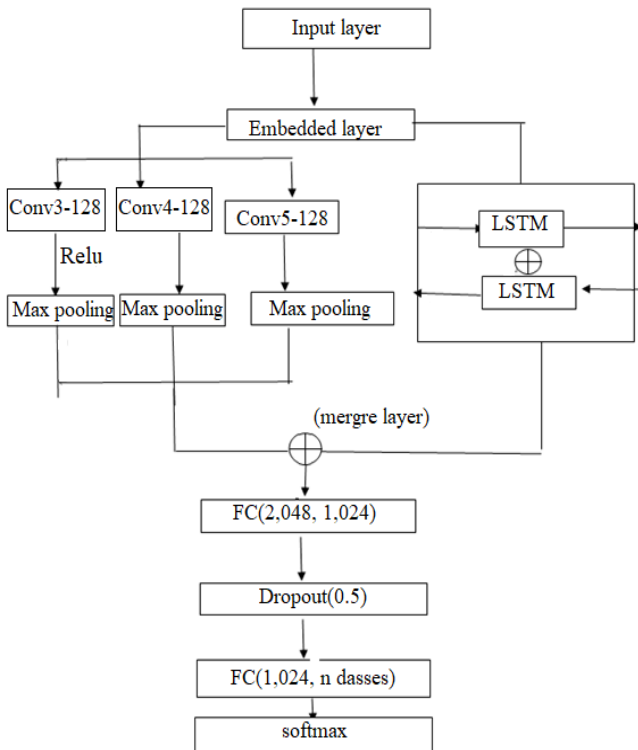 Input layer
Embedded layer
Conv3-128
Conv4-128
Conv5-128
LSTM
Relu
LSTM
Max pooling
Max pooling
Max pooling
(mergre layer)
FC(2,048, 1,024)
Dropout(0.5)
FC(1,024, n dasses)
softmax